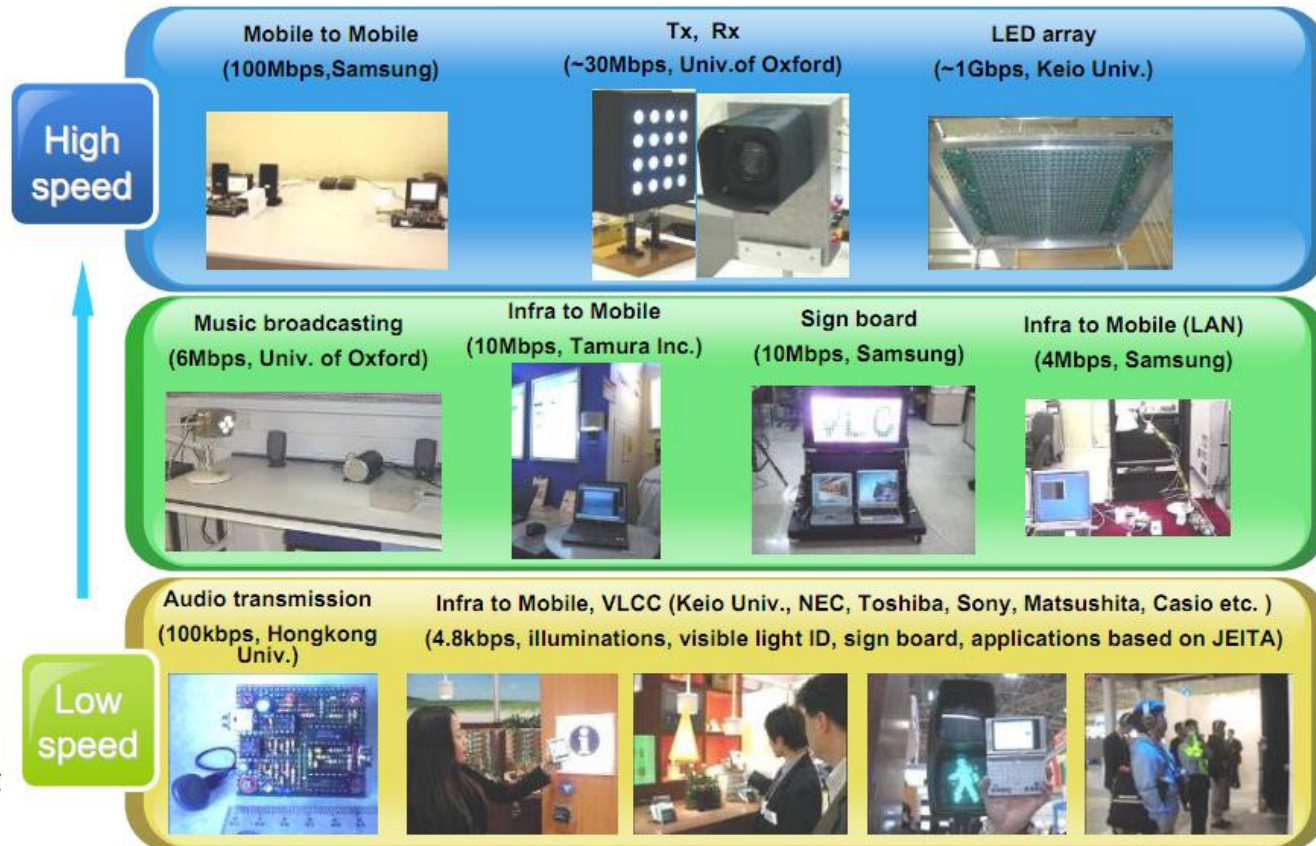 High
speed
Mobile to Mobile
(100Mbps,Samsung)
Tx, Rx
(~30Mbps, Univ.of Oxford)
LED array
(~1Gbps, Keio Univ.)
Music broadcasting
(6Mbps, Univ. of Oxford)
Infra to Mobile
(10Mbps, Tamura Inc.)
Sign board
(10Mbps, Samsung)
VLC
Infra to Mobile (LAN)
(4Mbps, Samsung)
Low
speed
Audio transmission
(100kbps, Hongkong
Univ.)
Infra to Mobile, VLCC (Keio Univ., NEC, Toshiba, Sony, Matsushita, Casio etc. )
(4.8kbps, illuminations, visible light ID, sign board, applications based on JEITA)
i